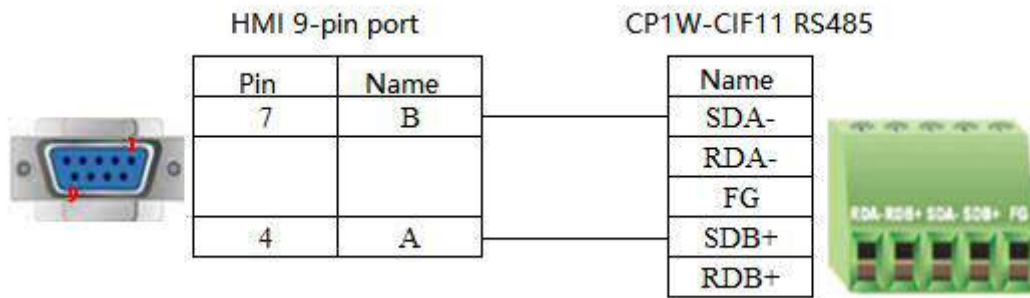 HMI 9-pin port CP1W-CIF11 RS485
Pin Name Name
7 B SDA-
RDA-
FG
4 A SDB+
RDB+
1
9
RDA- RDB+ SDA- SDB+ FG